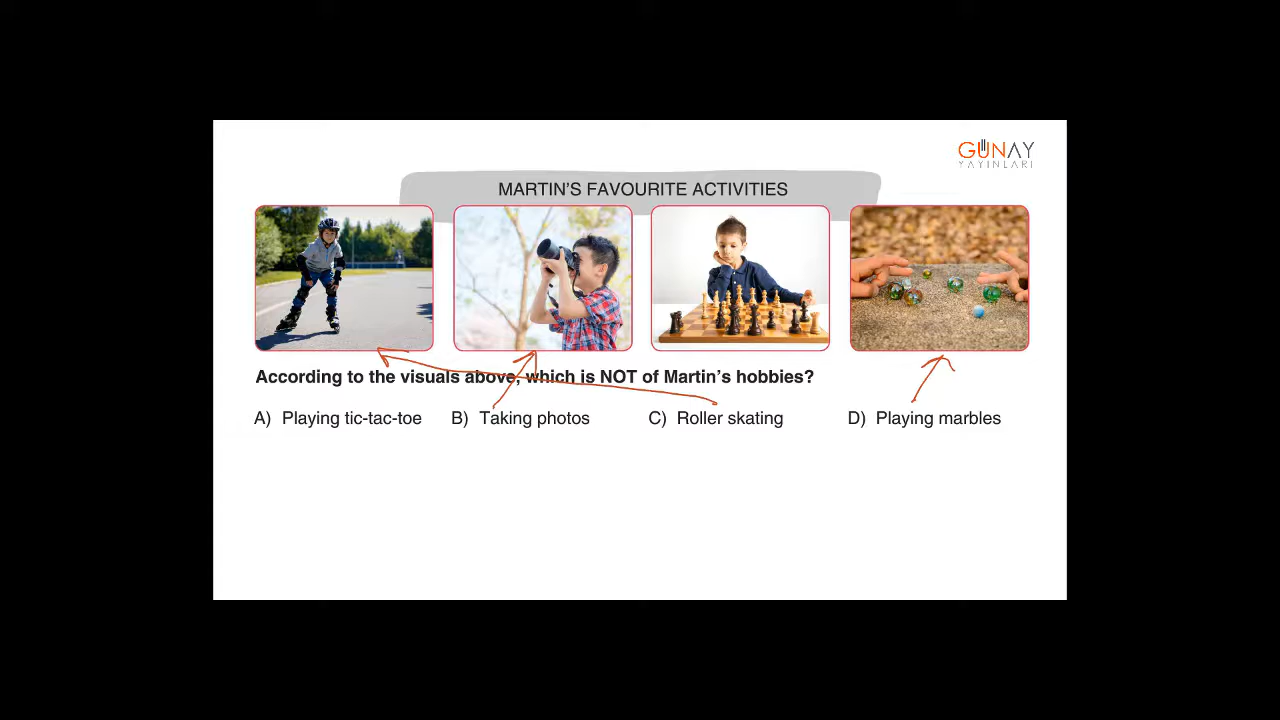 GÜNAY
YAYINLARI
MARTIN'S FAVOURITE ACTIVITIES
According to the visuals above, which is NOT of Martin's hobbies?
A) Playing tic-tac-toe B) Taking photos C) Roller skating D) Playing marbles